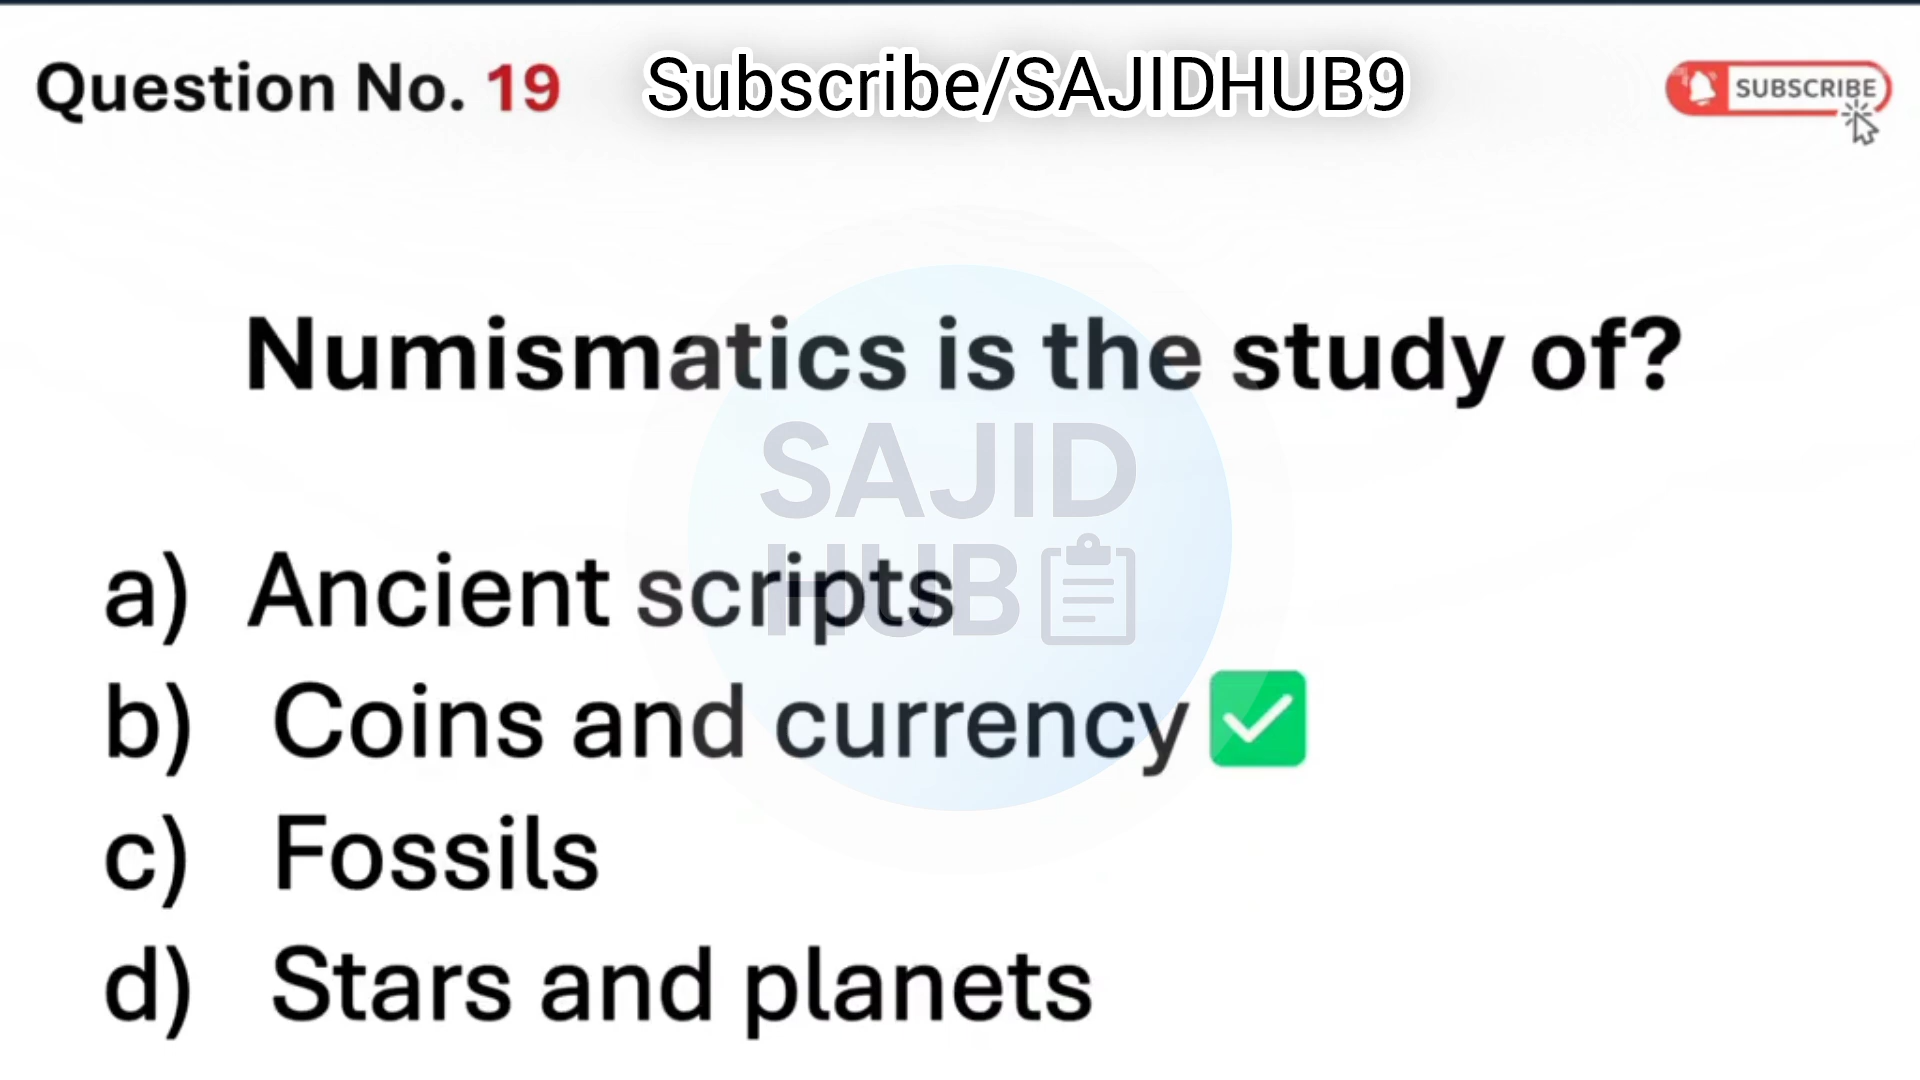 Question No. 19
Subscribe/SAJIDHUB9
SUBSCRIBE
Numismatics is the study of?
SAJID
HUB
a) Ancient scripts
b) Coins and currency
c) Fossils
d) Stars and planets